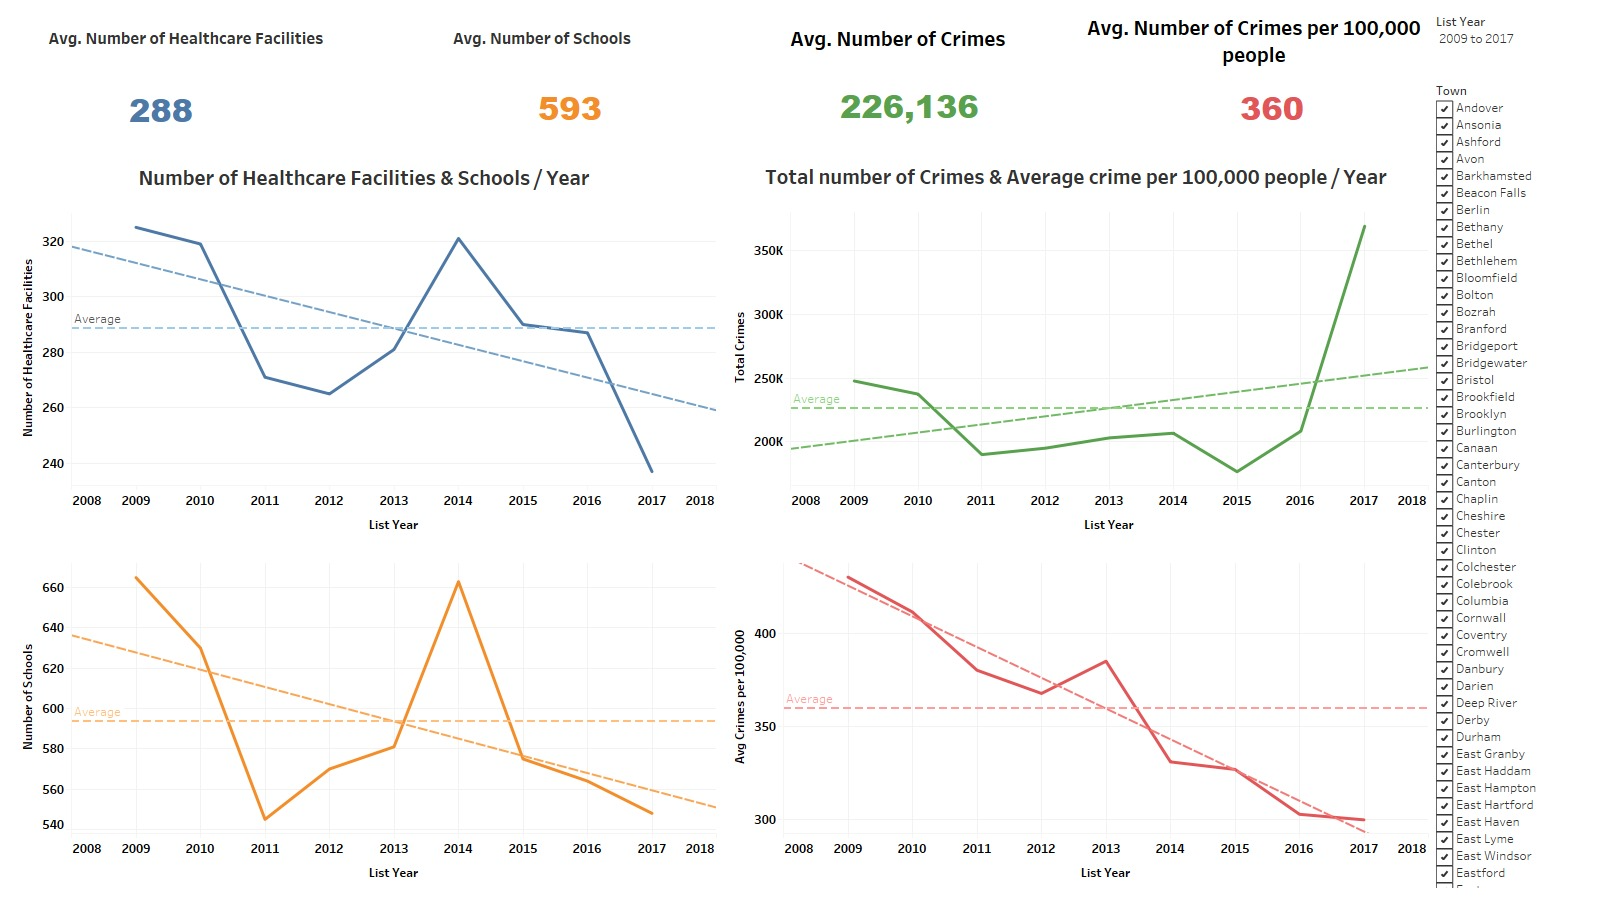 Avg. Number of Healthcare Facilities
288
Avg. Number of Schools
593
Avg. Number of Crimes
226,136
Avg. Number of Crimes per 100,000
people
360
Number of Healthcare Facilities & Schools / Year
Number of Healthcare Facilities
320
300
280
260
240
Average
2008 2009 2010 2011 2012 2013 2014 2015 2016 2017 2018
List Year
Number of Schools
660
640
620
600
580
560
540
Average
2008 2009 2010 2011 2012 2013 2014 2015 2016 2017 2018
List Year
Total number of Crimes & Average crime per 100,000 people / Year
Total Crimes
350K
300K
250K
200K
Average
2008 2009 2010 2011 2012 2013 2014 2015 2016 2017 2018
List Year
Avg Crimes per 100,000
400
350
300
Average
2008 2009 2010 2011 2012 2013 2014 2015 2016 2017 2018
List Year
List Year
2009 to 2017
Town
Andover
Ansonia
Ashford
Avon
Barkhamsted
Beacon Falls
Berlin
Bethany
Bethel
Bethlehem
Bloomfield
Bolton
Bozrah
Branford
Bridgeport
Bridgewater
Bristol
Brookfield
Brooklyn
Burlington
Canaan
Canterbury
Canton
Chaplin
Cheshire
Chester
Clinton
Colchester
Colebrook
Columbia
Cornwall
Coventry
Cromwell
Danbury
Darien
Deep River
Derby
Durham
East Granby
East Haddam
East Hampton
East Hartford
East Haven
East Lyme
East Windsor
Eastford